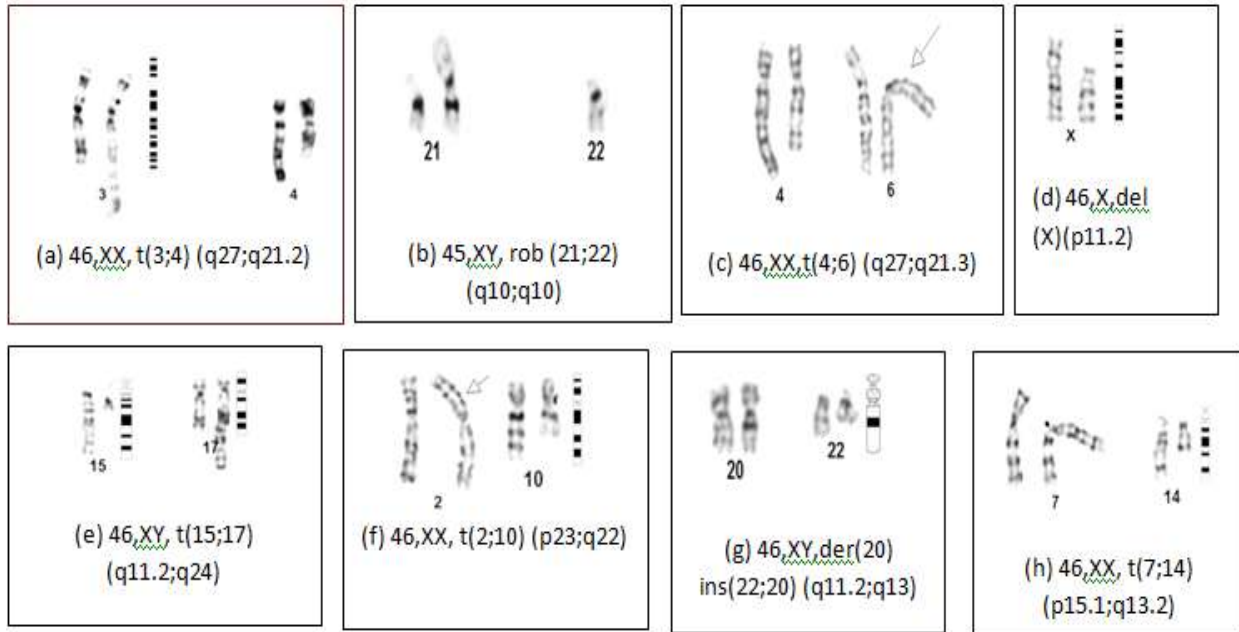 3
4
(a) 46,XX, t(3;4) (q27;q21.2)
21
22
(b) 45,XY, rob (21;22)
(q10;q10)
4
6
(c) 46,XX,t(4;6) (q27;q21.3)
X
(d) 46,X,del
(X)(p11.2)
15
17
(e) 46,XY, t(15;17)
(q11.2;q24)
2
10
(f) 46,XX, t(2;10) (p23;q22)
20
22
(g) 46,XY,der(20)
ins(22;20) (q11.2;q13)
7
14
(h) 46,XX, t(7;14)
(p15.1;q13.2)